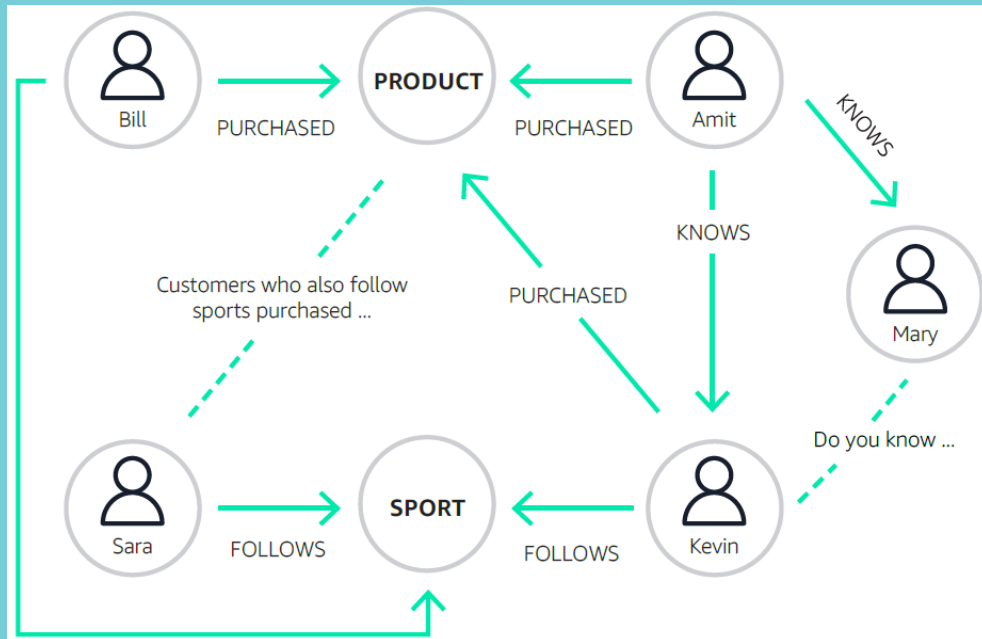 Bill
PURCHASED
PRODUCT
PURCHASED
Amit
KNOWS
KNOWS
Customers who also follow
sports purchased ...
PURCHASED
Mary
Do you know ...
Sara
FOLLOWS
SPORT
FOLLOWS
Kevin